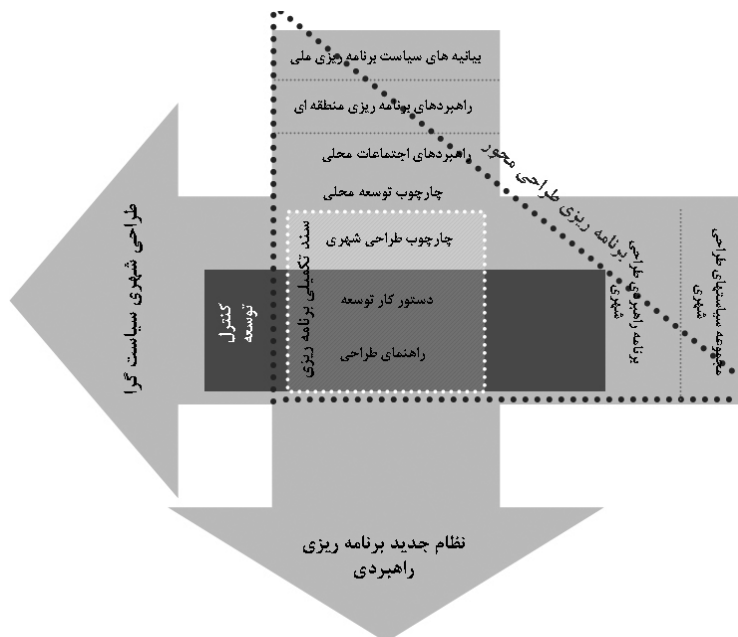 بیانیه های سیاست برنامه ریزی ملی
راهبردهای برنامه ریزی منطقه ای
راهبردهای اجتماعات محلی
چارچوب توسعه محلی
چارچوب طراحی شهری
دستور کار توسعه
راهنمای طراحی
سند تکمیلی برنامه ریزی
برنامه ریزی طراحی محور
برنامه راهبردی طراحی
شهری
مجموعه سیاستهای طراحی
شهری
کنترل
توسعه
طراحی شهری سیاست گرا
نظام جدید برنامه ریزی
راهبردی